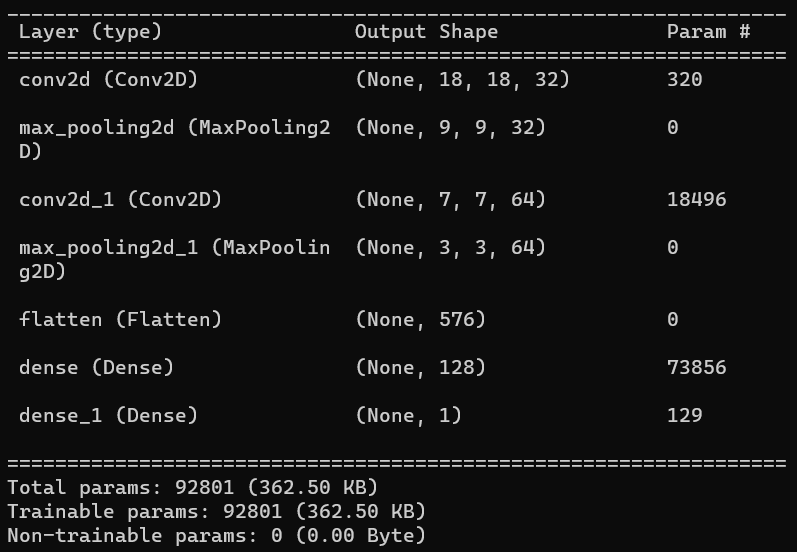 Layer (type) Output Shape Param #
=================================================================
conv2d (Conv2D) (None, 18, 18, 32) 320
max_pooling2d (MaxPooling2 (None, 9, 9, 32) 0
D)
conv2d_1 (Conv2D) (None, 7, 7, 64) 18496
max_pooling2d_1 (MaxPoolin (None, 3, 3, 64) 0
g2D)
flatten (Flatten) (None, 576) 0
dense (Dense) (None, 128) 73856
dense_1 (Dense) (None, 1) 129
=================================================================
Total params: 92801 (362.50 KB)
Trainable params: 92801 (362.50 KB)
Non-trainable params: 0 (0.00 Byte)